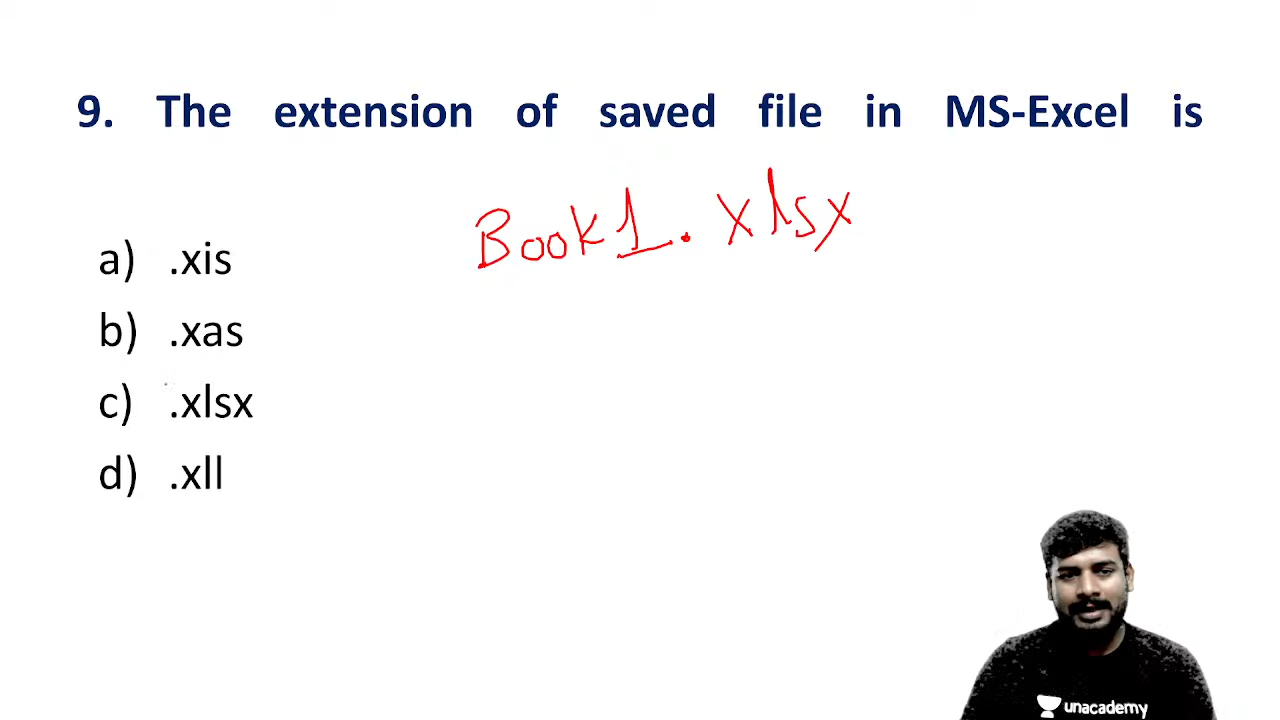 9. The extension of saved file in MS-Excel is
Book1.xlsx
a) .xis
b) .xas
c) .xlsx
d) .xll
unacademy